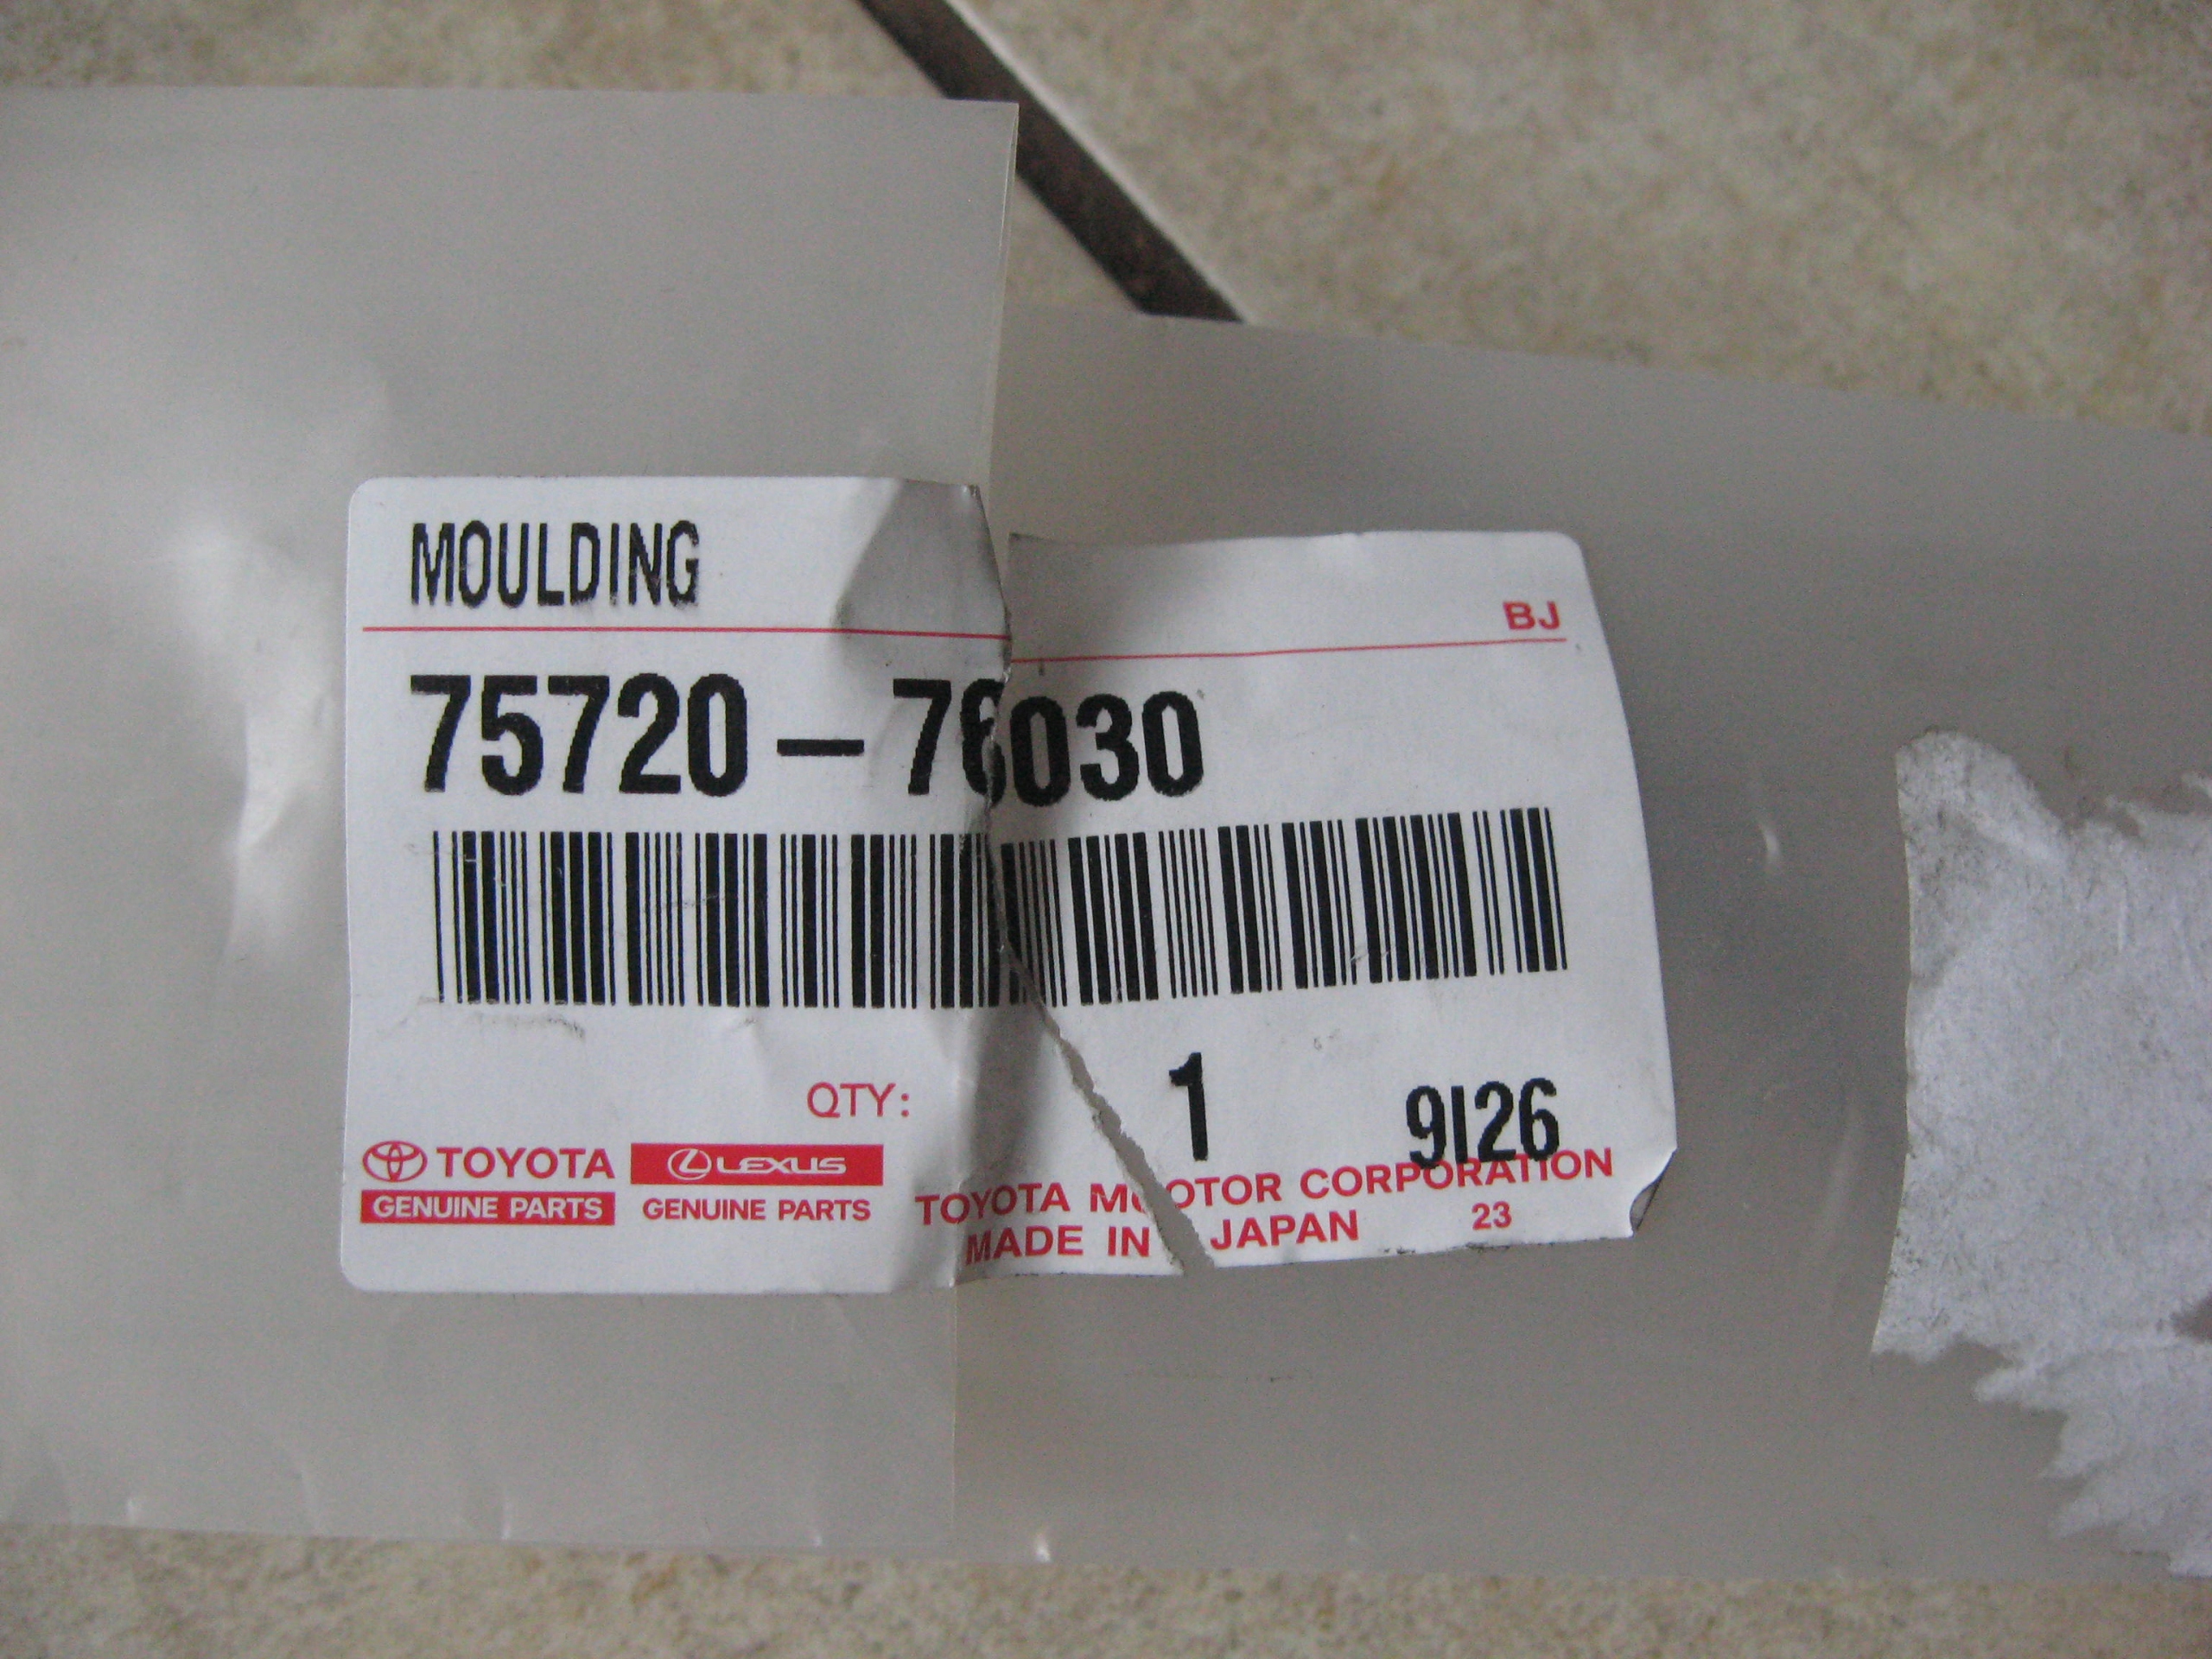 MOULDING
BJ
75720-76030
QTY: 1 9I26
TOYOTA LEXUS
GENUINE PARTS GENUINE PARTS
TOYOTA MOTOR CORPORATION
MADE IN JAPAN 23